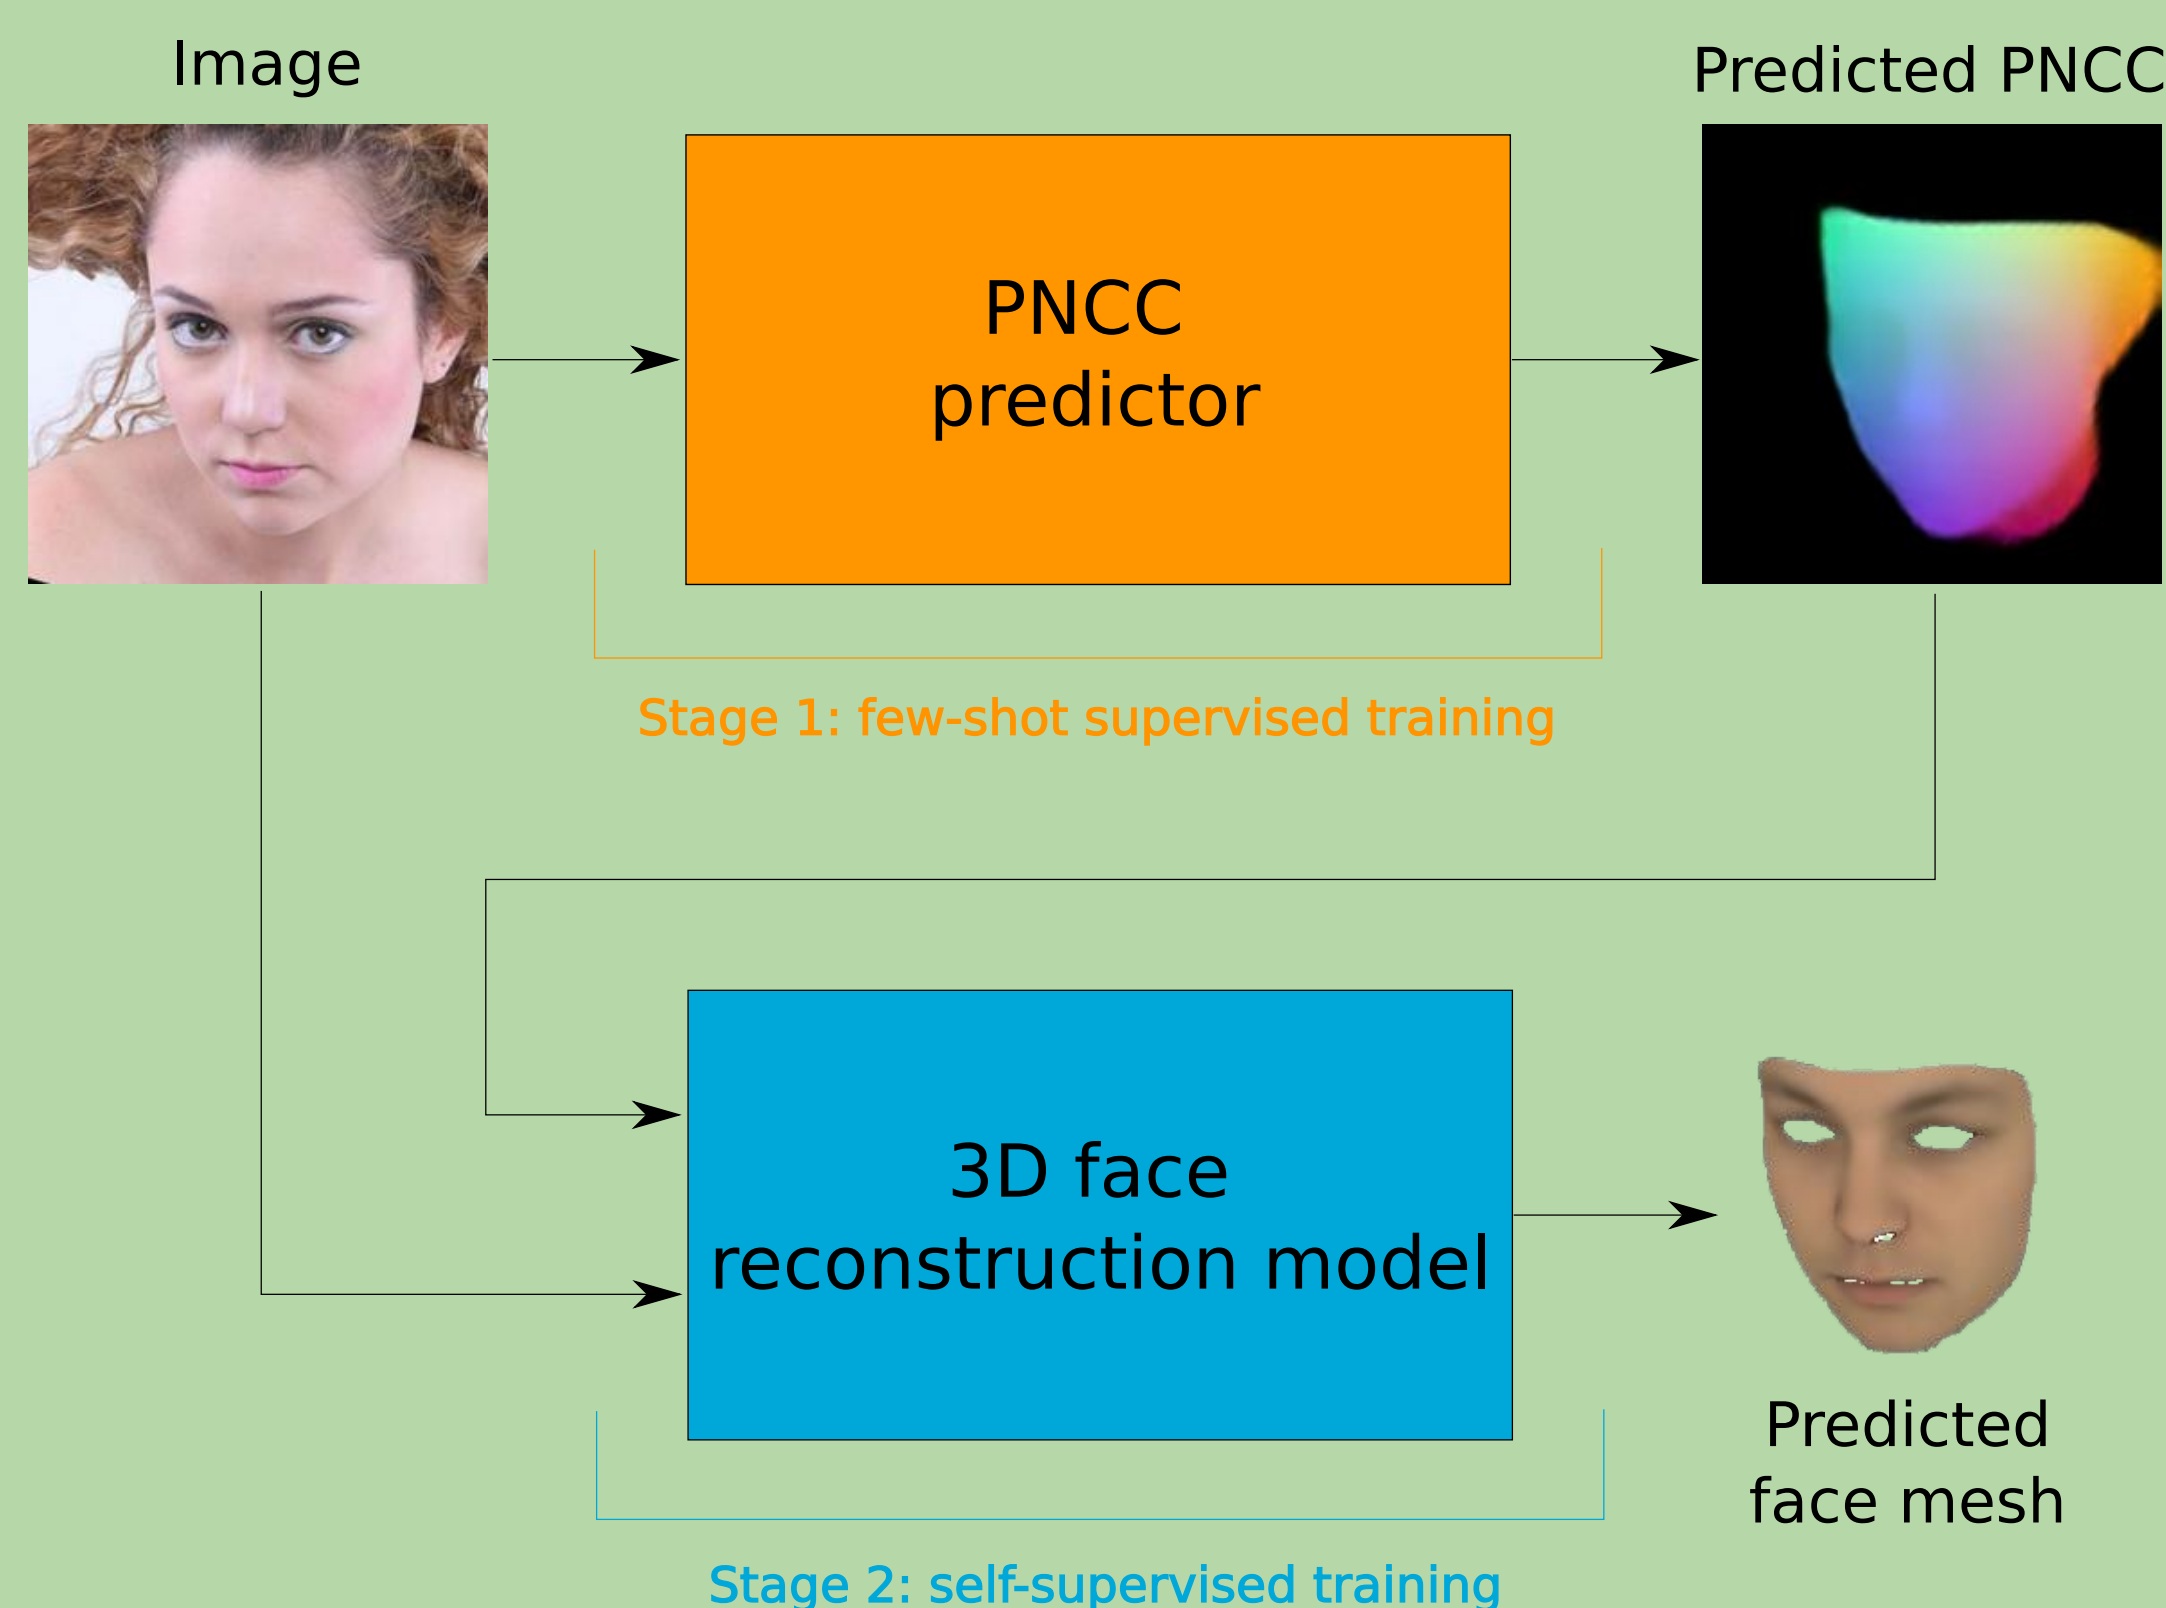 Image
Predicted PNCC
PNCC
predictor
Stage 1: few-shot supervised training
3D face
reconstruction model
Predicted
face mesh
Stage 2: self-supervised training